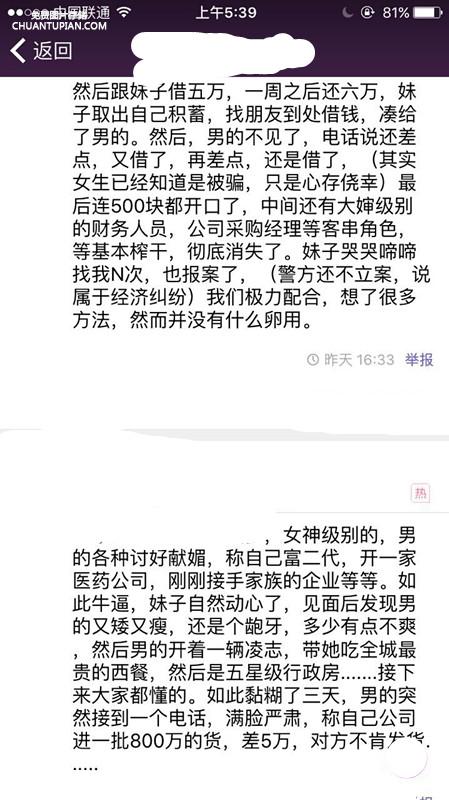 中国联通
上午5:39
81%
免费图片存储
CHUANTUPIAN.COM
返回
然后跟妹子借五万，一周之后还六万，妹
子取出自己积蓄，找朋友到处借钱，凑给
了男的。然后，男的不见了，电话说还差
点，又借了，再差点，还是借了，（其实
女生已经知道是被骗，只是心存侥幸）最
后连500块都开口了，中间还有大婶级别
的财务人员，公司采购经理等客串角色，
等基本榨干，彻底消失了。妹子哭哭啼啼
找我N次，也报案了，（警方还不立案，说
属于经济纠纷）我们极力配合，想了很多
方法，然而并没有什么卵用。
昨天 16:33 举报
热
，女神级别的，男
的各种讨好献媚，称自己富二代，开一家
医药公司，刚刚接手家族的企业等等。如
此牛逼，妹子自然动心了，见面后发现男
的又矮又瘦，还是个龅牙，多少有点不爽
，然后男的开着一辆凌志，带她吃全城最
贵的西餐，然后是五星级行政房.......接下
来大家都懂的。如此黏糊了三天，男的突
然接到一个电话，满脸严肃，称自己公司
进一批800万的货，差5万，对方不肯发货.
.....